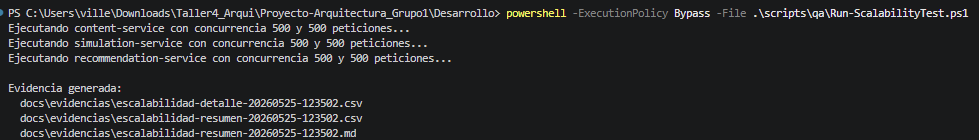 PS C:\Users\ville\Downloads\Taller4_Arqui\Proyecto-Arquitectura_Grupo1\Desarrollo> powershell -ExecutionPolicy Bypass -File .\scripts\qa\Run-ScalabilityTest.ps1
Ejecutando content-service con concurrencia 500 y 500 peticiones...
Ejecutando simulation-service con concurrencia 500 y 500 peticiones...
Ejecutando recommendation-service con concurrencia 500 y 500 peticiones...
Evidencia generada:
docs\evidencias\escalabilidad-detalle-20260525-123502.csv
docs\evidencias\escalabilidad-resumen-20260525-123502.csv
docs\evidencias\escalabilidad-resumen-20260525-123502.md